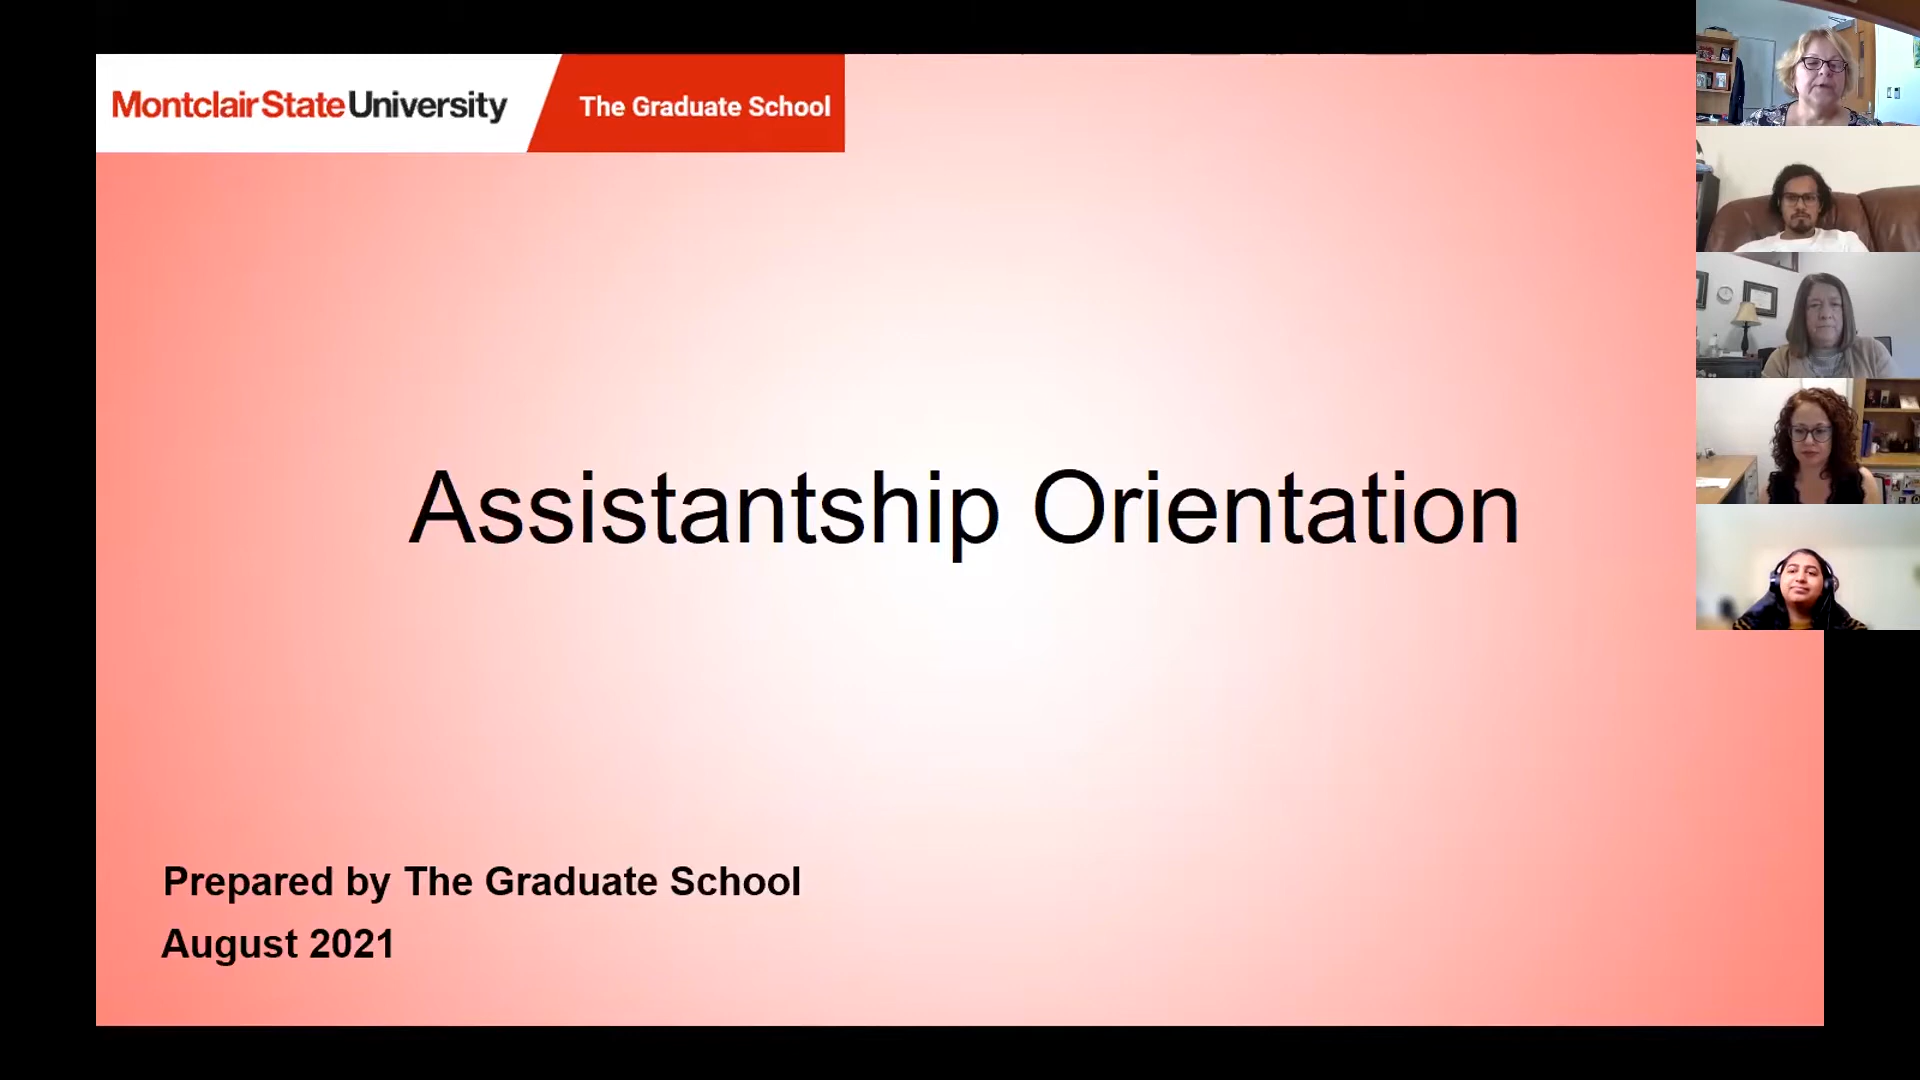 Montclair State University
The Graduate School
Assistantship Orientation
Prepared by The Graduate School
August 2021